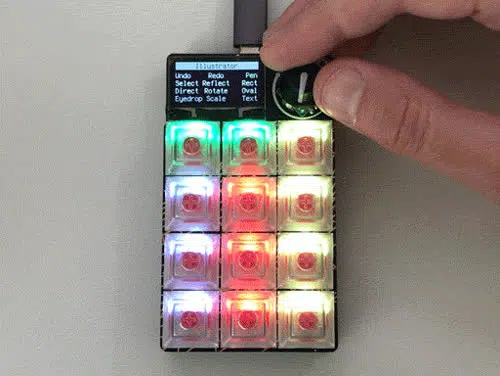 Illustrator
Undo Redo Pen
Select Reflect Rect
Direct Rotate Oval
Eyedrop Scale Text